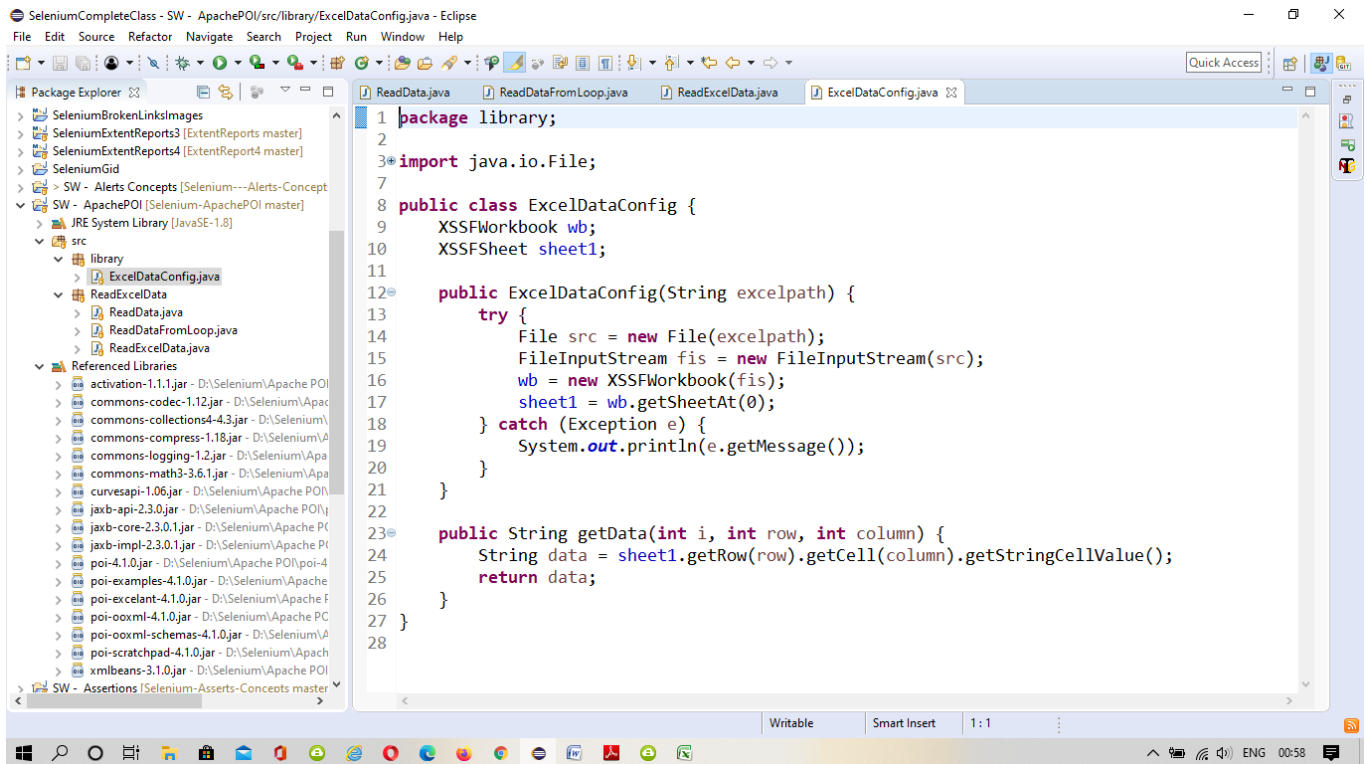 SeleniumCompleteClass - SW - ApachePOI/src/library/ExcelDataConfig.java - Eclipse
File Edit Source Refactor Navigate Search Project Run Window Help
Quick Access
Package Explorer
SeleniumBrokenLinksImages
SeleniumExtentReports3 [ExtentReports master]
SeleniumExtentReports4 [ExtentReport4 master]
SeleniumGid
> SW - Alerts Concepts [Selenium---Alerts-Concept
SW - ApachePOI [Selenium-ApachePOI master]
JRE System Library [JavaSE-1.8]
src
library
ExcelDataConfig.java
ReadExcelData
ReadData.java
ReadDataFromLoop.java
ReadExcelData.java
Referenced Libraries
activation-1.1.1.jar - D:\Selenium\Apache POI
commons-codec-1.12.jar - D:\Selenium\Apac
commons-collections4-4.3.jar - D:\Selenium\
commons-compress-1.18.jar - D:\Selenium\A
commons-logging-1.2.jar - D:\Selenium\Apa
commons-math3-3.6.1.jar - D:\Selenium\Apa
curvesapi-1.06.jar - D:\Selenium\Apache POI\
jaxb-api-2.3.0.jar - D:\Selenium\Apache POI\
jaxb-core-2.3.0.1.jar - D:\Selenium\Apache PO
jaxb-impl-2.3.0.1.jar - D:\Selenium\Apache PO
poi-4.1.0.jar - D:\Selenium\Apache POI\poi-4
poi-examples-4.1.0.jar - D:\Selenium\Apache
poi-excelant-4.1.0.jar - D:\Selenium\Apache P
poi-ooxml-4.1.0.jar - D:\Selenium\Apache PO
poi-ooxml-schemas-4.1.0.jar - D:\Selenium\A
poi-scratchpad-4.1.0.jar - D:\Selenium\Apach
xmlbeans-3.1.0.jar - D:\Selenium\Apache POI
SW - Assertions [Selenium-Asserts-Concepts master
ReadData.java ReadDataFromLoop.java ReadExcelData.java ExcelDataConfig.java
1 package library;
2
3 import java.io.File;
7
8 public class ExcelDataConfig {
9 XSSFWorkbook wb;
10 XSSFSheet sheet1;
11
12 public ExcelDataConfig(String excelpath) {
13 try {
14 File src = new File(excelpath);
15 FileInputStream fis = new FileInputStream(src);
16 wb = new XSSFWorkbook(fis);
17 sheet1 = wb.getSheetAt(0);
18 } catch (Exception e) {
19 System.out.println(e.getMessage());
20 }
21 }
22
23 public String getData(int i, int row, int column) {
24 String data = sheet1.getRow(row).getCell(column).getStringCellValue();
25 return data;
26 }
27 }
28
Writable Smart Insert 1 : 1
ENG 00:58